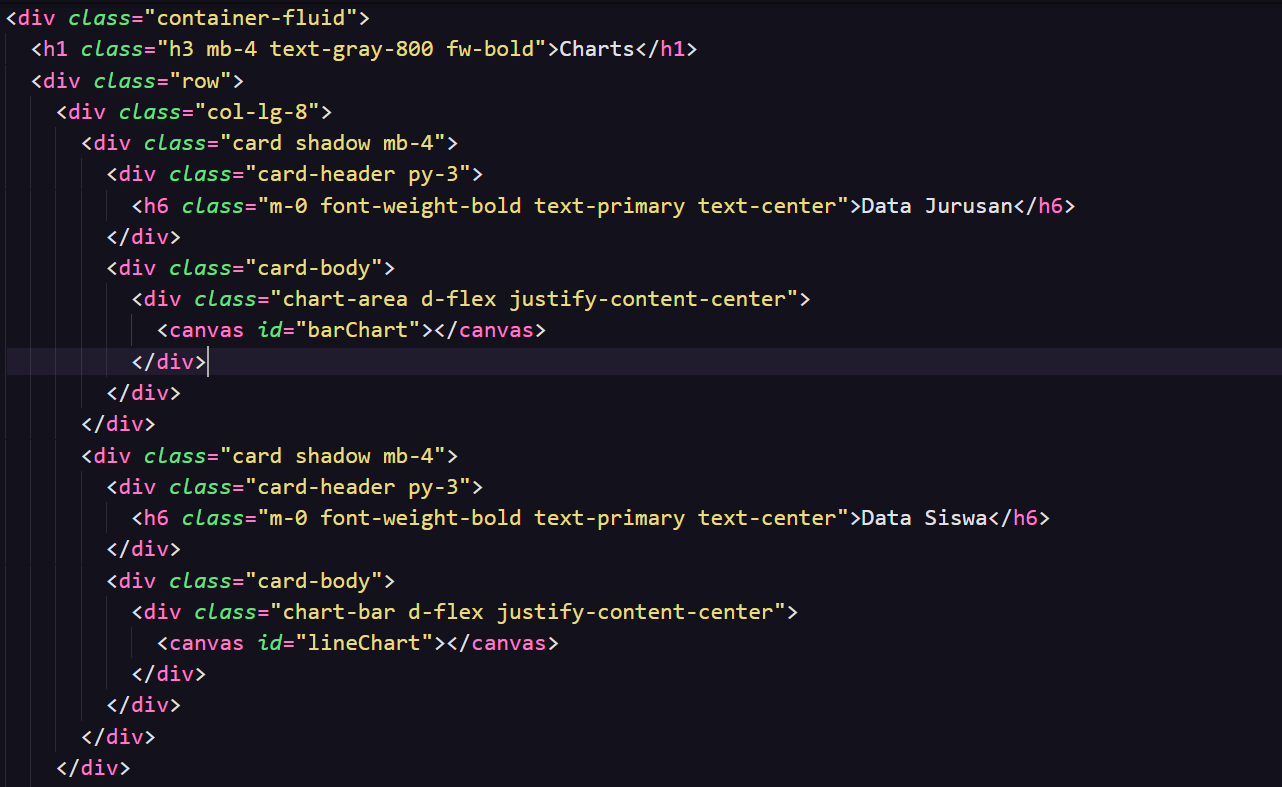 <div class="container-fluid">
  <h1 class="h3 mb-4 text-gray-800 fw-bold">Charts</h1>
  <div class="row">
    <div class="col-lg-8">
      <div class="card shadow mb-4">
        <div class="card-header py-3">
          <h6 class="m-0 font-weight-bold text-primary text-center">Data Jurusan</h6>
        </div>
        <div class="card-body">
          <div class="chart-area d-flex justify-content-center">
            <canvas id="barChart"></canvas>
          </div>
        </div>
      </div>
      <div class="card shadow mb-4">
        <div class="card-header py-3">
          <h6 class="m-0 font-weight-bold text-primary text-center">Data Siswa</h6>
        </div>
        <div class="card-body">
          <div class="chart-bar d-flex justify-content-center">
            <canvas id="lineChart"></canvas>
          </div>
        </div>
      </div>
    </div>